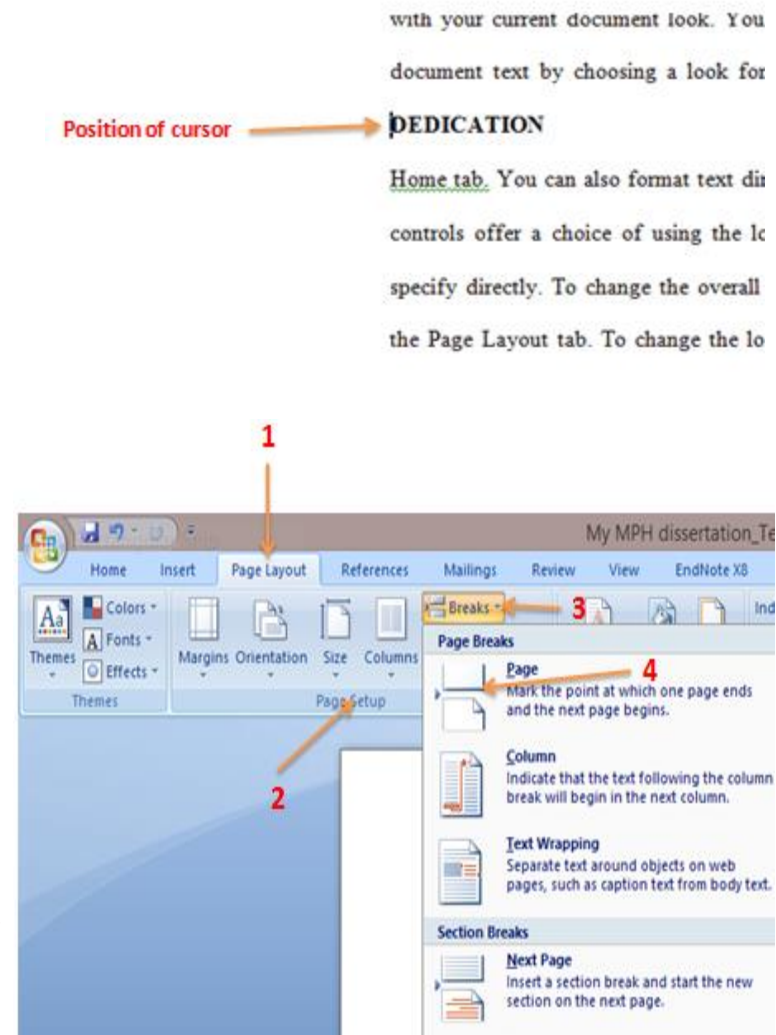 with your current document look. You
document text by choosing a look for
Position of cursor
DEDICATION
Home tab. You can also format text dir
controls offer a choice of using the lo
specify directly. To change the overall
the Page Layout tab. To change the lo
1
My MPH dissertation_Te
Home Insert Page Layout References Mailings Review View EndNote X8
Themes
Colors
Fonts
Effects
Margins Orientation Size Columns
Breaks
3
Ind
Themes
Page Setup
2
Page Breaks
Page
4
Mark the point at which one page ends
and the next page begins.
Column
Indicate that the text following the column
break will begin in the next column.
Text Wrapping
Separate text around objects on web
pages, such as caption text from body text.
Section Breaks
Next Page
Insert a section break and start the new
section on the next page.